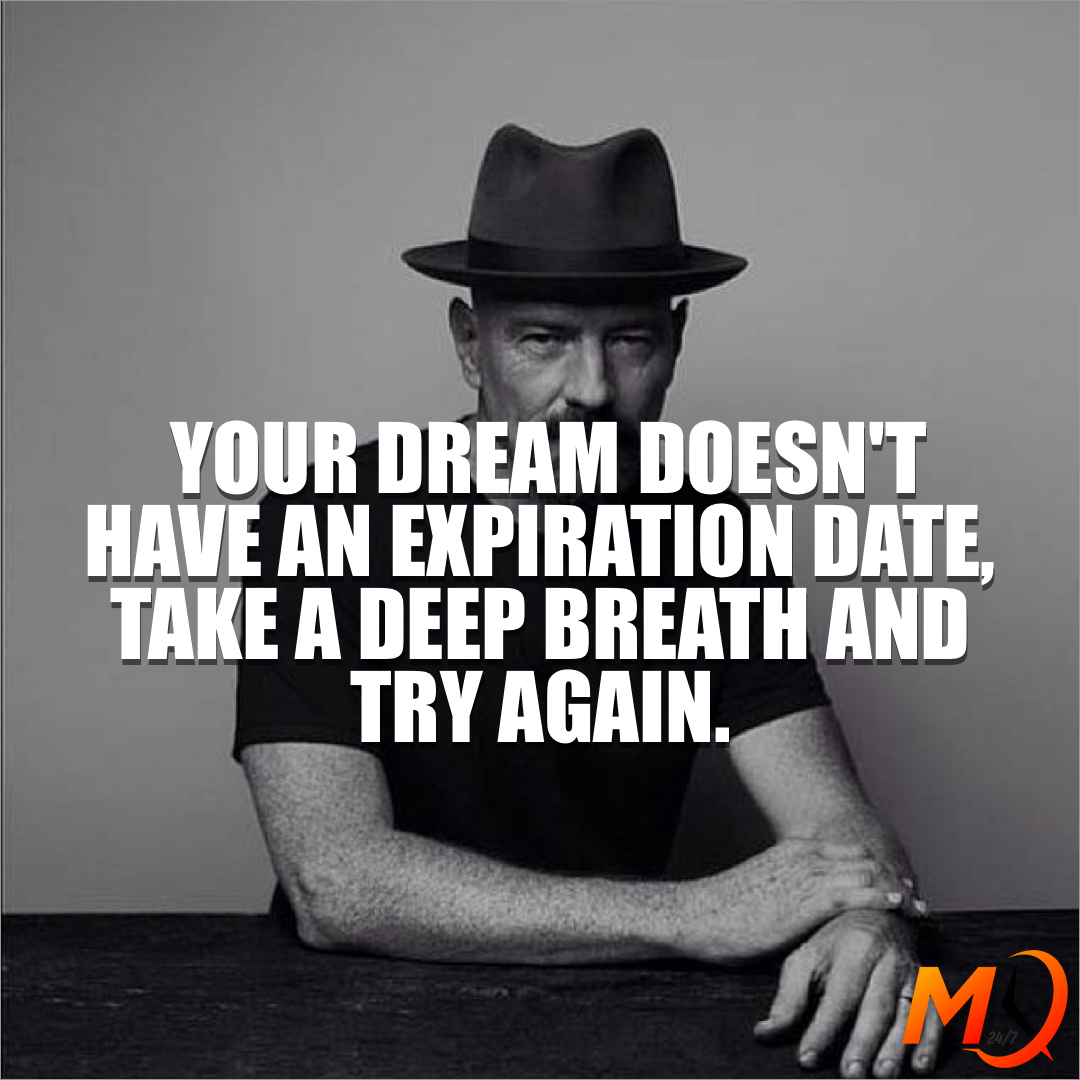 YOUR DREAM DOESN'T
HAVE AN EXPIRATION DATE,
TAKE A DEEP BREATH AND
TRY AGAIN.
M
24/7